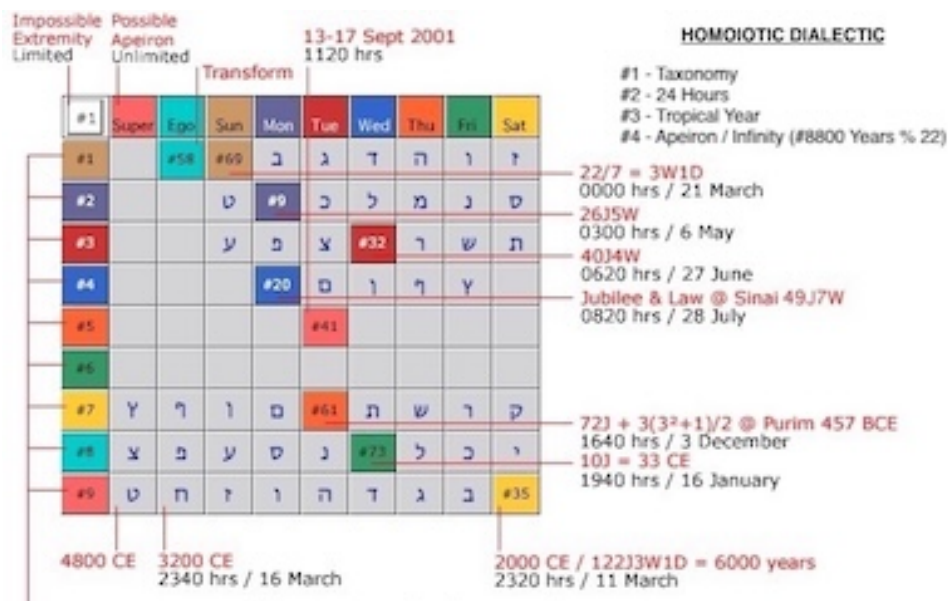 Impossible Possible
Extremity Apeiron
Limited Unlimited
Transform
13-17 Sept 2001
1120 hrs
HOMOIOTIC DIALECTIC
#1 - Taxonomy
#2 - 24 Hours
#3 - Tropical Year
#4 - Apeiron / Infinity (#8800 Years % 22)
#1 Super Ego Sun Mon Tue Wed Thu Fri Sat
#1 #58 #69 ב ג ד ה ו ז
#2 ט #9 כ ל מ נ ס
#3 ע פ צ #32 ר ש ת
#4 #20 ם ן ף ץ
#5 #41
#6
#7 ץ ף ן ם #61 ת ש ר ק
#8 צ פ ע ס נ #73 ל כ י
#9 ט ח ז ו ה ד ג ב #35
22/7 = 3W1D
0000 hrs / 21 March
26J5W
0300 hrs / 6 May
40J4W
0620 hrs / 27 June
Jubilee & Law @ Sinai 49J7W
0820 hrs / 28 July
72J + 3(3²+1)/2 @ Purim 457 BCE
1640 hrs / 3 December
10J = 33 CE
1940 hrs / 16 January
4800 CE
3200 CE
2340 hrs / 16 March
2000 CE / 122J3W1D = 6000 years
2320 hrs / 11 March